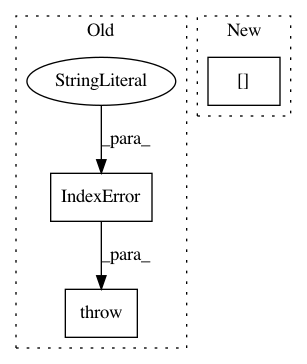 Old
New
StringLiteral
[]
_para_
IndexError
_para_
throw